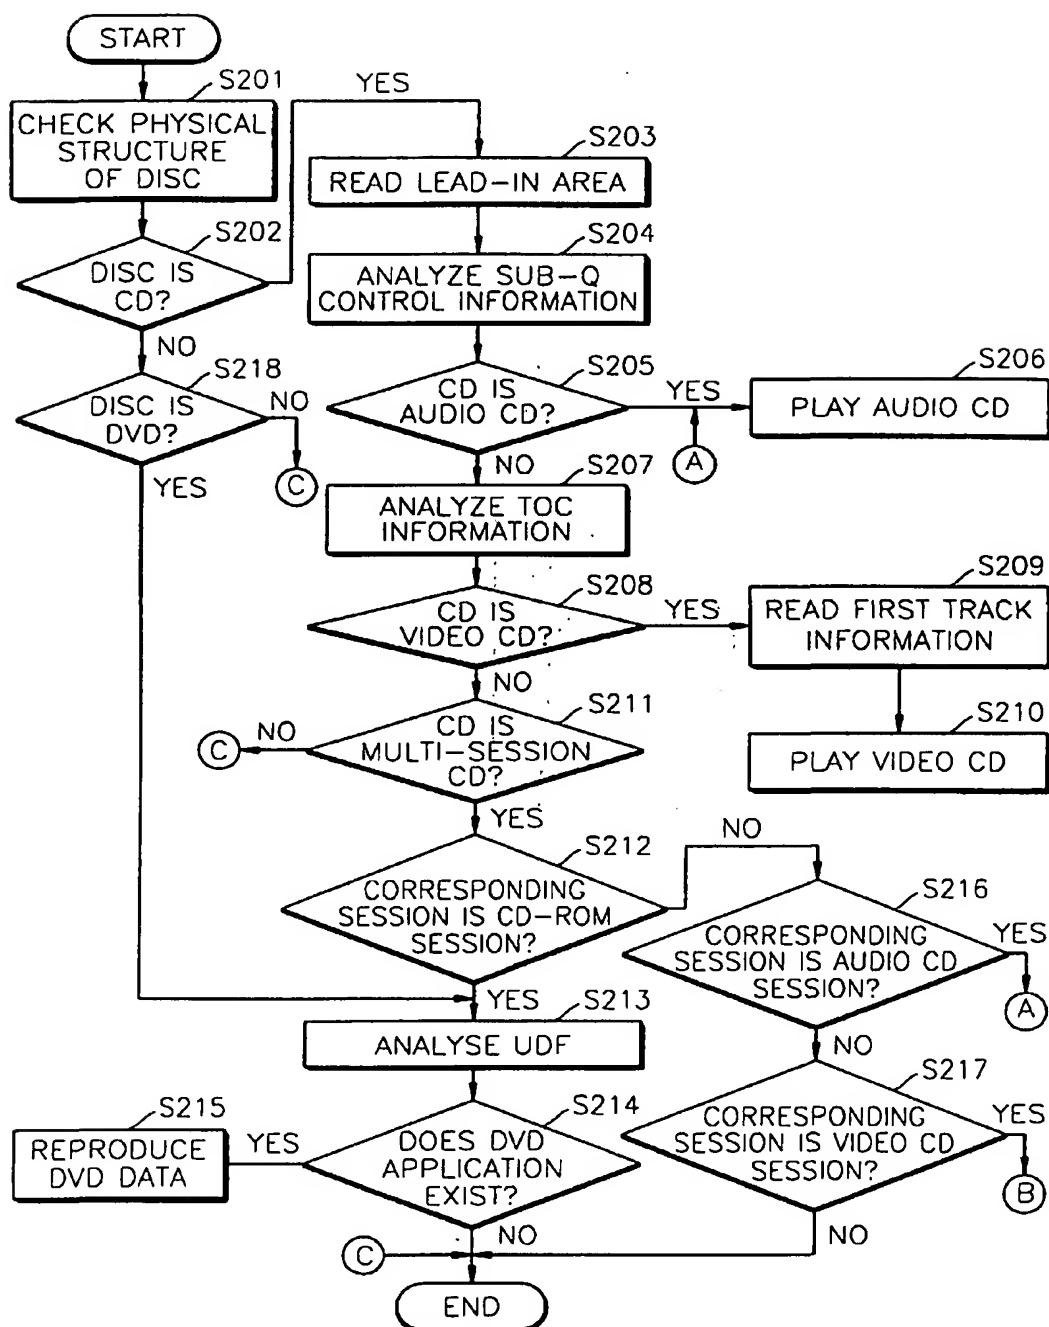 START
S201
CHECK PHYSICAL
STRUCTURE
OF DISC
YES
S202
DISC IS
CD?
NO
S203
READ LEAD-IN AREA
S204
ANALYZE SUB-Q
CONTROL INFORMATION
S218
DISC IS
DVD?
NO
C
YES
S205
CD IS
AUDIO CD?
YES
A
NO
S206
PLAY AUDIO CD
S207
ANALYZE TOC
INFORMATION
S208
CD IS
VIDEO CD?
YES
NO
S209
READ FIRST TRACK
INFORMATION
S210
PLAY VIDEO CD
S211
CD IS
MULTI-SESSION
CD?
NO
C
YES
S212
CORRESPONDING
SESSION IS CD-ROM
SESSION?
NO
YES
S216
CORRESPONDING
SESSION IS AUDIO CD
SESSION?
YES
A
NO
S213
ANALYSE UDF
S217
CORRESPONDING
SESSION IS VIDEO CD
SESSION?
YES
B
NO
S214
DOES DVD
APPLICATION
EXIST?
YES
S215
REPRODUCE
DVD DATA
NO
C
END